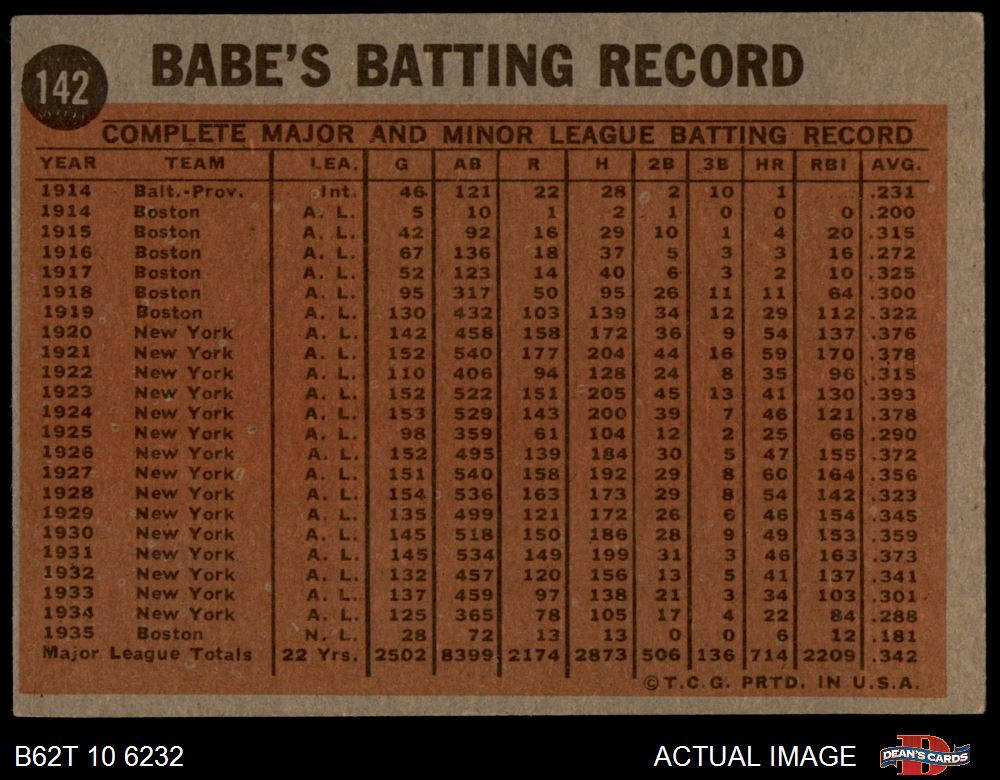 142
BABE'S BATTING RECORD
COMPLETE MAJOR AND MINOR LEAGUE BATTING RECORD
YEAR TEAM LEA. G AB R H 2B 3B HR RBI AVG.
1914 Balt.-Prov. Int. 46 121 22 28 2 10 1 .... .231
1914 Boston A. L. 5 10 1 2 1 0 0 0 .200
1915 Boston A. L. 42 92 16 29 10 1 4 20 .315
1916 Boston A. L. 67 136 18 37 5 3 3 16 .272
1917 Boston A. L. 52 123 14 40 6 3 2 10 .325
1918 Boston A. L. 95 317 50 95 26 11 11 64 .300
1919 Boston A. L. 130 432 103 139 34 12 29 112 .322
1920 New York A. L. 142 458 158 172 36 9 54 137 .376
1921 New York A. L. 152 540 177 204 44 16 59 170 .378
1922 New York A. L. 110 406 94 128 24 8 35 96 .315
1923 New York A. L. 152 522 151 205 45 13 41 130 .393
1924 New York A. L. 153 529 143 200 39 7 46 121 .378
1925 New York A. L. 98 359 61 104 12 2 25 66 .290
1926 New York A. L. 152 495 139 184 30 5 47 155 .372
1927 New York A. L. 151 540 158 192 29 8 60 164 .356
1928 New York A. L. 154 536 163 173 29 8 54 142 .323
1929 New York A. L. 135 499 121 172 26 6 46 154 .345
1930 New York A. L. 145 518 150 186 28 9 49 153 .359
1931 New York A. L. 145 534 149 199 31 3 46 163 .373
1932 New York A. L. 132 457 120 156 13 5 41 137 .341
1933 New York A. L. 137 459 97 138 21 3 34 103 .301
1934 New York A. L. 125 365 78 105 17 4 22 84 .288
1935 Boston N. L. 28 72 13 13 0 0 6 12 .181
Major League Totals 22 Yrs. 2502 8399 2174 2873 506 136 714 2209 .342
©T.C.G. PRTD. IN U.S.A.
B62T 10 6232
ACTUAL IMAGE
DEAN'S CARDS